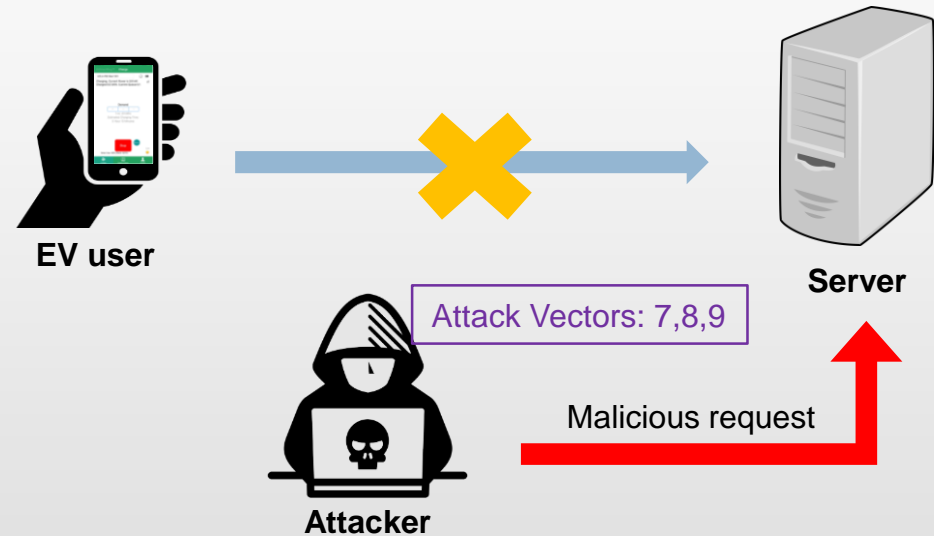 EV user
Server
Attack Vectors: 7,8,9
Malicious request
Attacker